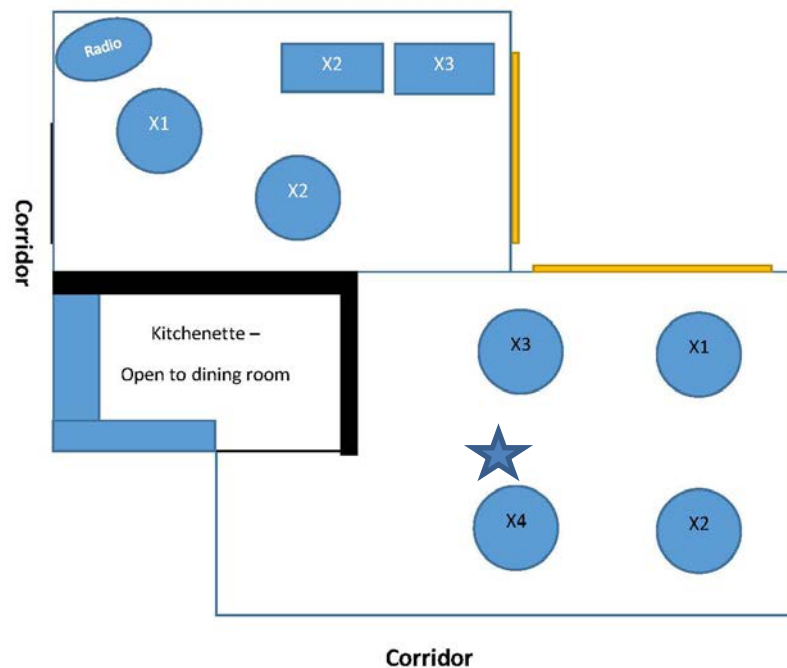 Radio
X2
X3
X1
X2
Corridor
Kitchenette –
Open to dining room
X3
X1
X4
X2
Corridor